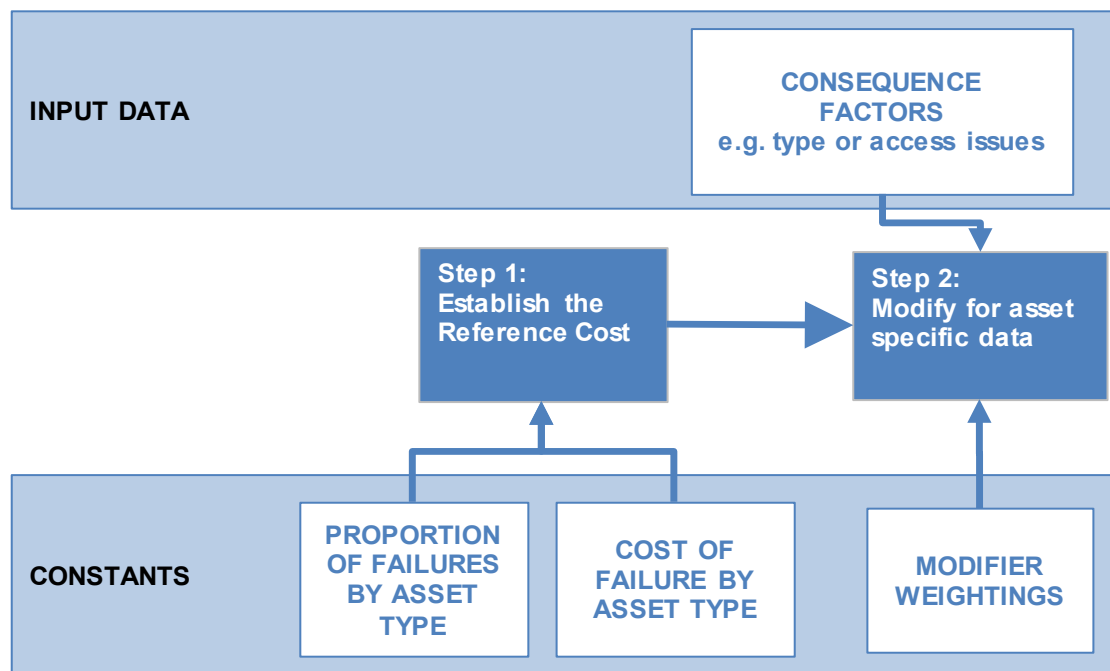 INPUT DATA
CONSEQUENCE
FACTORS
e.g. type or access issues
Step 1:
Establish the
Reference Cost
Step 2:
Modify for asset
specific data
CONSTANTS
PROPORTION
OF FAILURES
BY ASSET
TYPE
COST OF
FAILURE BY
ASSET TYPE
MODIFIER
WEIGHTINGS